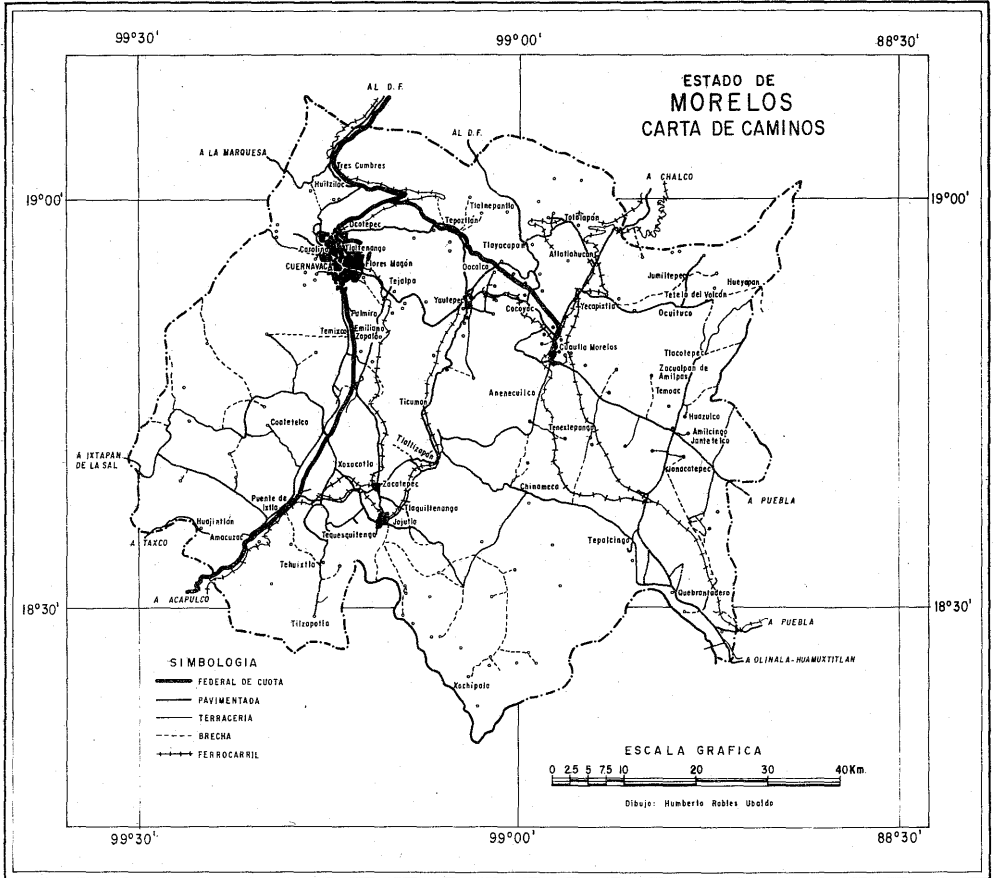 99°30'
99°00'
88°30'
ESTADO DE
MORELOS
CARTA DE CAMINOS
AL D.F.
AL D.F.
A LA MARQUESA
A CHALCO
19°00'
19°00'
Tres Cumbres
Huitzilac
Tlalnepantla
Totolapan
Ocotepec
Tepoztlán
Tlayacapan
Atlatlahucan
Tlaltenango
CUERNAVACA
Flores Magón
Oacalco
Jumiltepec
Hueyapan
Tejalpa
Tetela del Volcán
Yautepec
Cocoyoc
Yecapixtla
Ocuituco
Palmira
Temixco
Emiliano
Zapata
Cuautla Morelos
Tlacotepec
Zacualpan de
Amilpas
Temoac
Anenecuilco
Ticuman
Huazulco
Coatetelco
Tenextepango
Amilcingo
Jantetelco
Tlaltizapán
A IXTAPAN
DE LA SAL
Xoxocotla
Jonacatepec
Zacatepec
Chinameca
Puente de
Ixtla
Tlaquiltenango
A PUEBLA
Huajintlán
Jojutla
A TAXCO
Amacuzac
Tequesquitengo
Tepalcingo
Tehuixtla
Quebrantadero
A ACAPULCO
18°30'
18°30'
Tilzapotla
A PUEBLA
A OLINALA-HUAMUXTITLAN
Xochipala
SIMBOLOGIA
FEDERAL DE CUOTA
PAVIMENTADA
TERRACERIA
BRECHA
FERROCARRIL
ESCALA GRAFICA
0 2.5 5 7.5 10 20 30 40Km.
Dibujo: Humberto Robles Ubaldo
99°30'
99°00'
88°30'